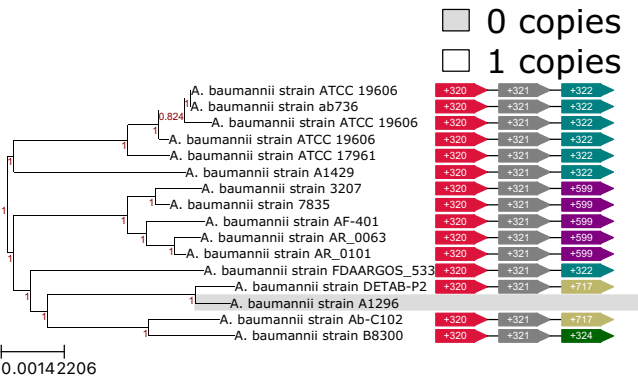 0 copies
1 copies
A. baumannii strain ATCC 19606 +320 +321 +322
1 A. baumannii strain ab736 +320 +321 +322
0.824 A. baumannii strain ATCC 19606 +320 +321 +322
1 A. baumannii strain ATCC 19606 +320 +321 +322
1 A. baumannii strain ATCC 17961 +320 +321 +322
1 A. baumannii strain A1429 +320 +321 +322
A. baumannii strain 3207 +320 +321 +599
1 A. baumannii strain 7835 +320 +321 +599
1 A. baumannii strain AF-401 +320 +321 +599
1 A. baumannii strain AR_0063 +320 +321 +599
1 A. baumannii strain AR_0101 +320 +321 +599
1 A. baumannii strain FDAARGOS_533 +320 +321 +322
A. baumannii strain DETAB-P2 +320 +321 +717
1 1 A. baumannii strain A1296
1 A. baumannii strain Ab-C102 +320 +321 +717
1 A. baumannii strain B8300 +320 +321 +324
0.00142206